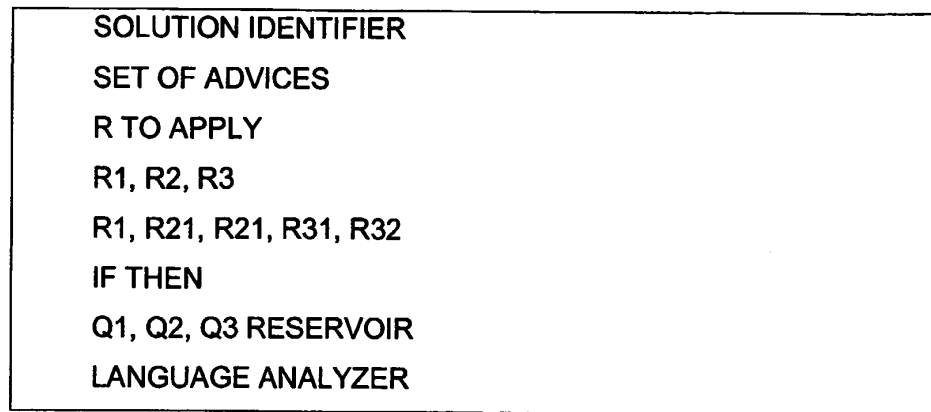 SOLUTION IDENTIFIER
SET OF ADVICES
R TO APPLY
R1, R2, R3
R1, R21, R21, R31, R32
IF THEN
Q1, Q2, Q3 RESERVOIR
LANGUAGE ANALYZER